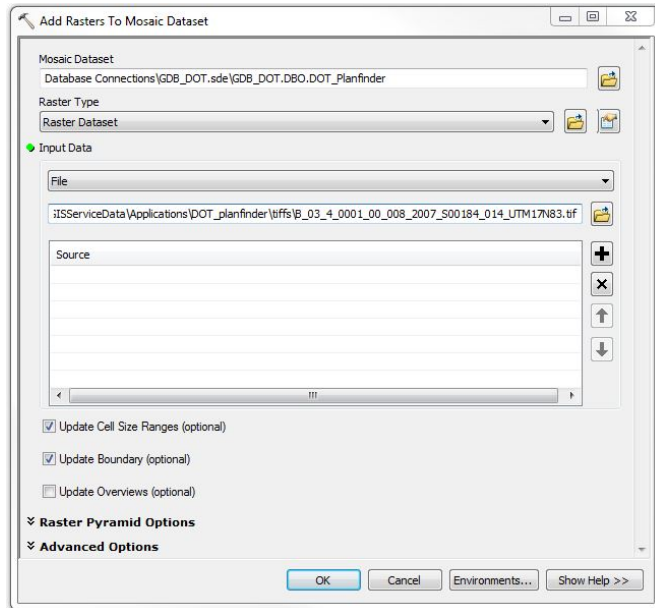 Add Rasters To Mosaic Dataset
Mosaic Dataset
Database Connections\GDB_DOT.sde\GDB_DOT.DBO.DOT_Planfinder
Raster Type
Raster Dataset
Input Data
File
ISServiceData\Applications\DOT_planfinder\tiffs\B_03_4_0001_00_008_2007_S00184_014_UTM17N83.tif
Source
Update Cell Size Ranges (optional)
Update Boundary (optional)
Update Overviews (optional)
Raster Pyramid Options
Advanced Options
OK Cancel Environments... Show Help >>